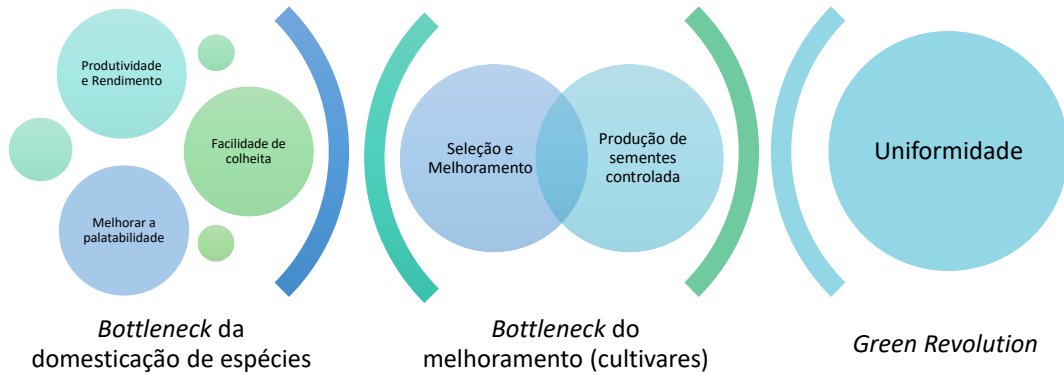 Produtividade
e Rendimento
Facilidade de
colheita
Melhorar a
palatabilidade
Bottleneck da
domesticação de espécies
Seleção e
Melhoramento
Produção de
sementes
controlada
Bottleneck do
melhoramento (cultivares)
Uniformidade
Green Revolution